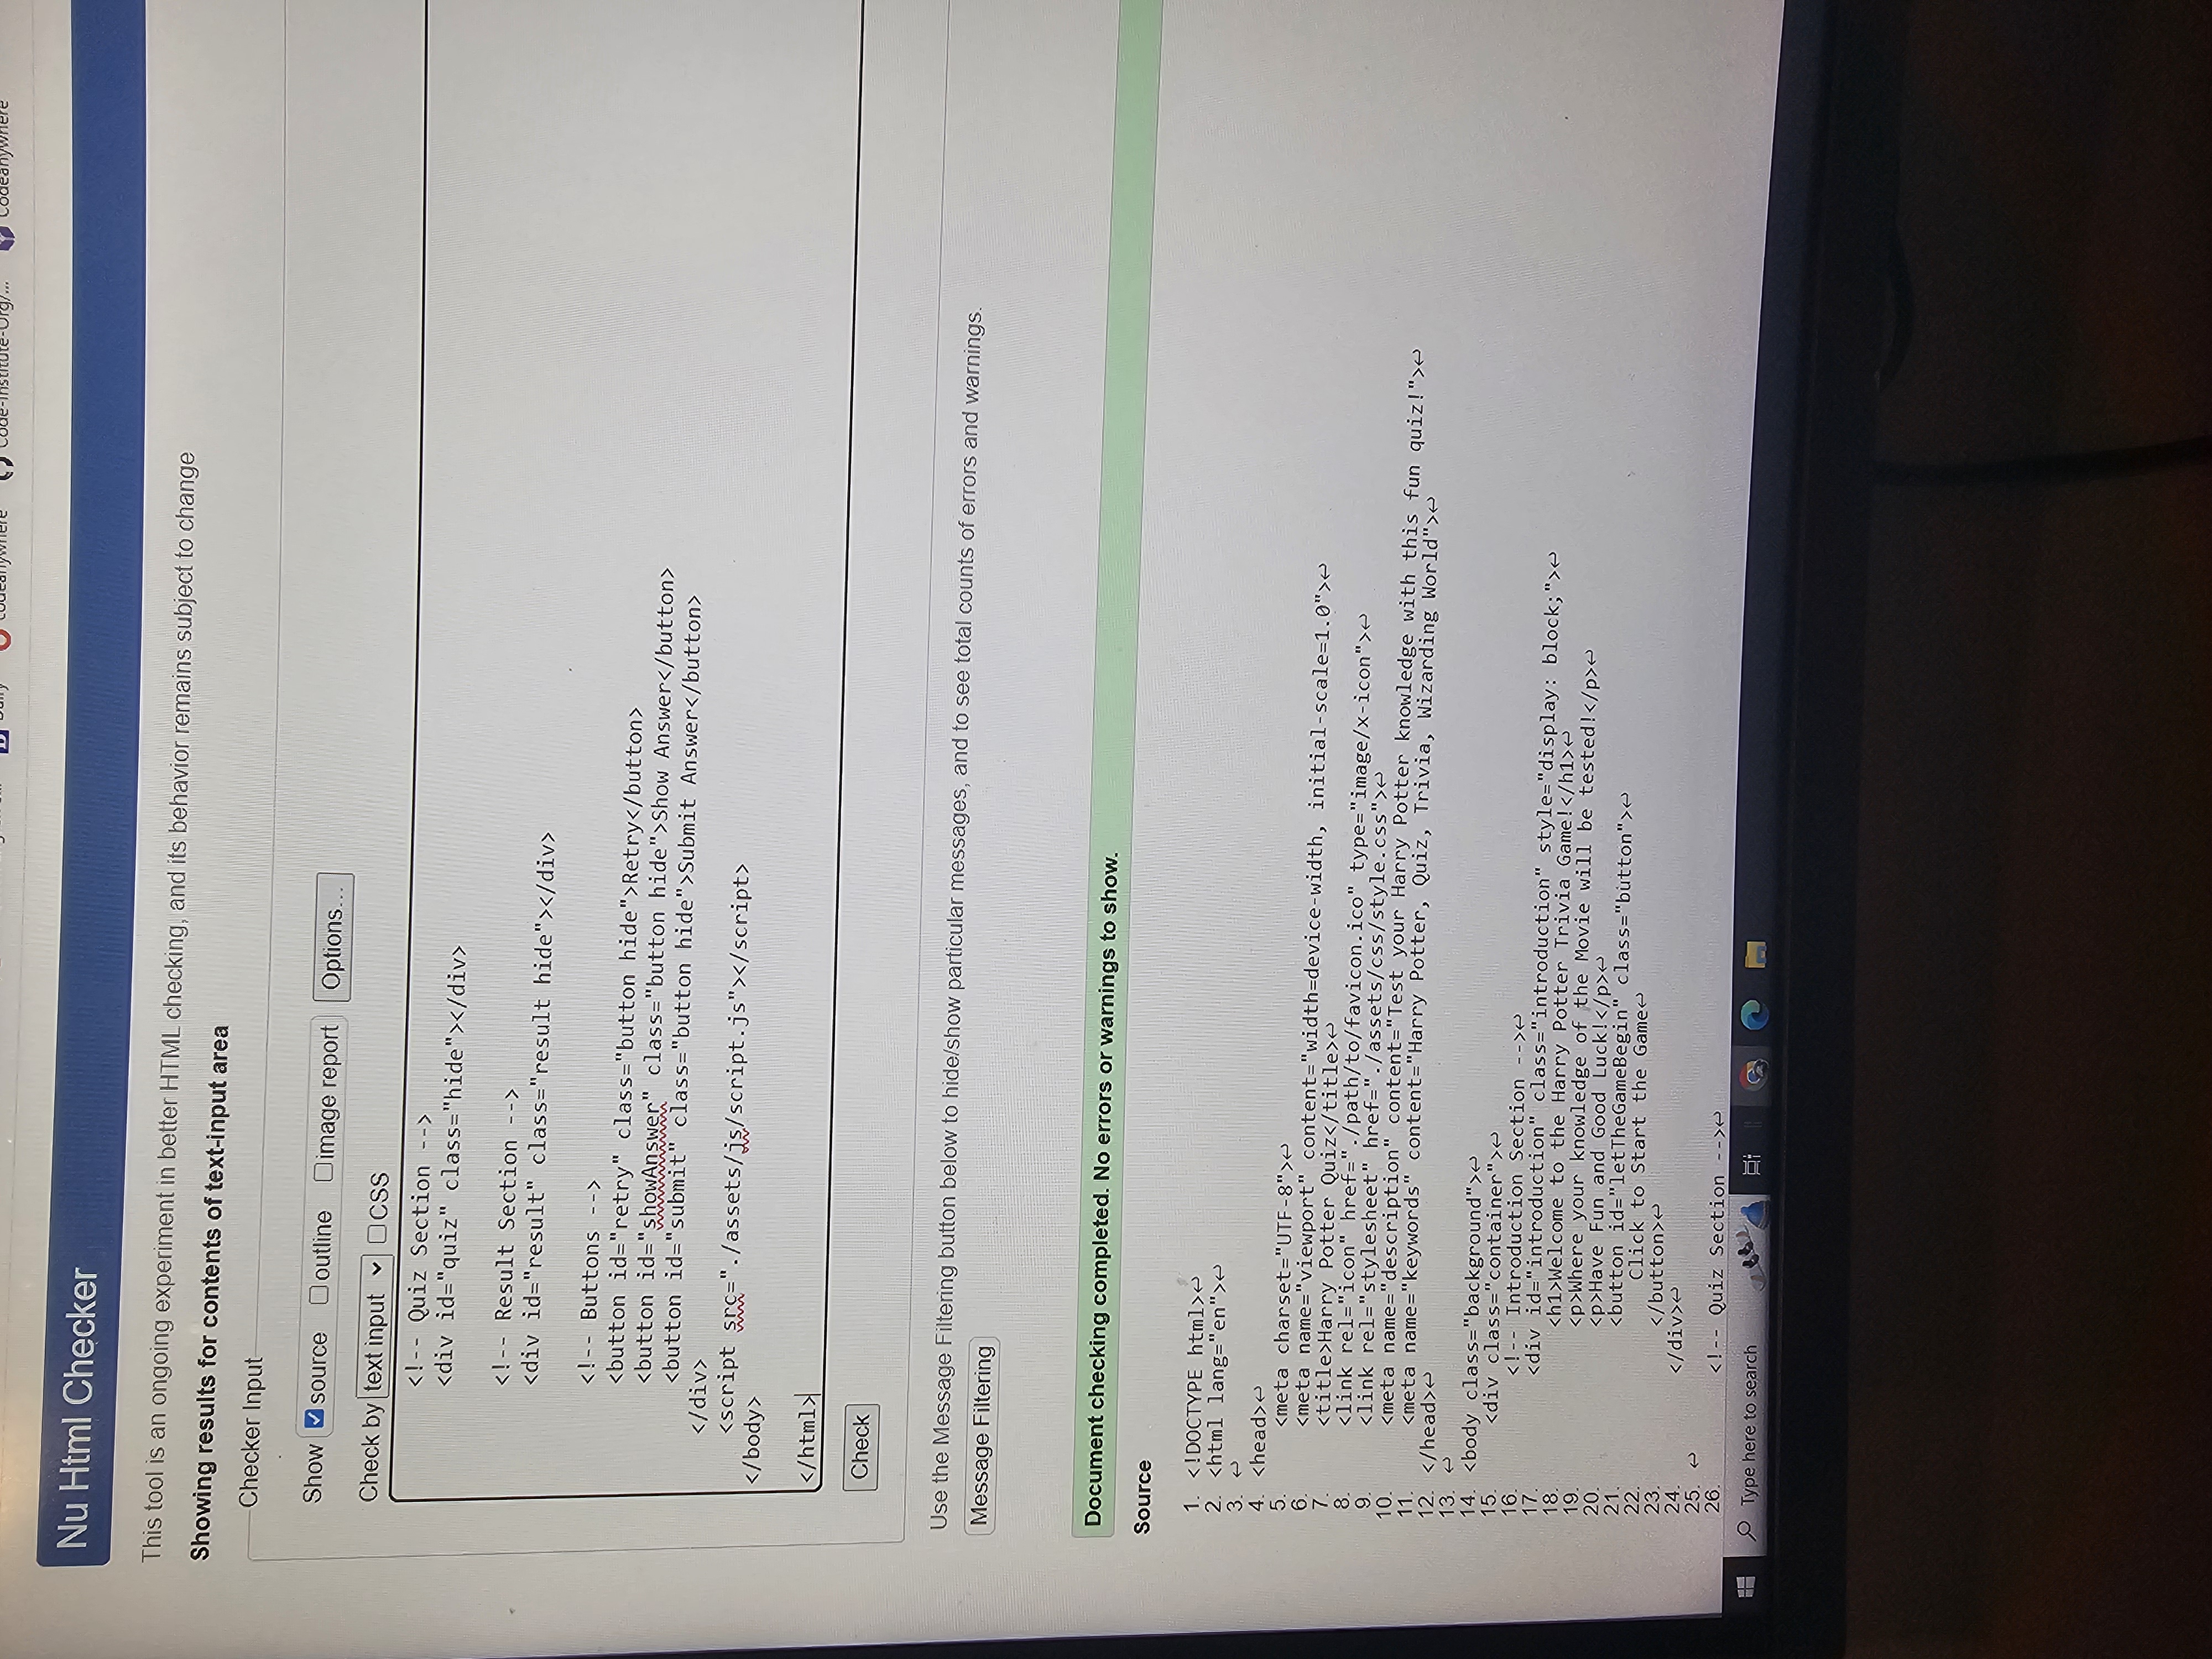 Daily codeanywhere Code-Institute-Org/... Codeanywhere
Nu Html Checker
This tool is an ongoing experiment in better HTML checking, and its behavior remains subject to change
Showing results for contents of text-input area
Checker Input
Show source outline image report Options...
Check by text input CSS
<!-- Quiz Section -->
<div id="quiz" class="hide"></div>
<!-- Result Section -->
<div id="result" class="result hide"></div>
<!-- Buttons -->
<button id="retry" class="button hide">Retry</button>
<button id="showAnswer" class="button hide">Show Answer</button>
<button id="submit" class="button hide">Submit Answer</button>
</div>
<script src="./assets/js/script.js"></script>
</body>
</html>
Check
Use the Message Filtering button below to hide/show particular messages, and to see total counts of errors and warnings.
Message Filtering
Document checking completed. No errors or warnings to show.
Source
1. <!DOCTYPE html>↩
2. <html lang="en">↩
3. ↩
4. <head>↩
5. <meta charset="UTF-8">↩
6. <meta name="viewport" content="width=device-width, initial-scale=1.0">↩
7. <title>Harry Potter Quiz</title>↩
8. <link rel="icon" href="./path/to/favicon.ico" type="image/x-icon">↩
9. <link rel="stylesheet" href="./assets/css/style.css">↩
10. <meta name="description" content="Test your Harry Potter knowledge with this fun quiz!">↩
11. <meta name="keywords" content="Harry Potter, Quiz, Trivia, Wizarding World">↩
12. </head>↩
13. ↩
14. <body class="background">↩
15. <div class="container">↩
16. <!-- Introduction Section -->↩
17. <div id="introduction" class="introduction" style="display: block;">↩
18. <h1>Welcome to the Harry Potter Trivia Game!</h1>↩
19. <p>Where your knowledge of the Movie will be tested!</p>↩
20. <p>Have Fun and Good Luck!</p>↩
21. <button id="letTheGameBegin" class="button">↩
22. Click to Start the Game↩
23. </button>↩
24. </div>↩
25. ↩
26. <!-- Quiz Section -->↩
Type here to search